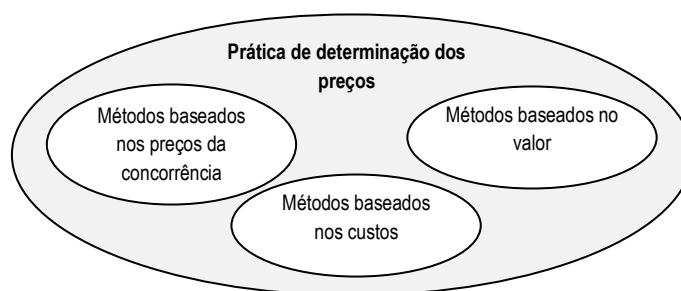 Prática de determinação dos
preços
Métodos baseados
nos preços da
concorrência
Métodos baseados no
valor
Métodos baseados
nos custos